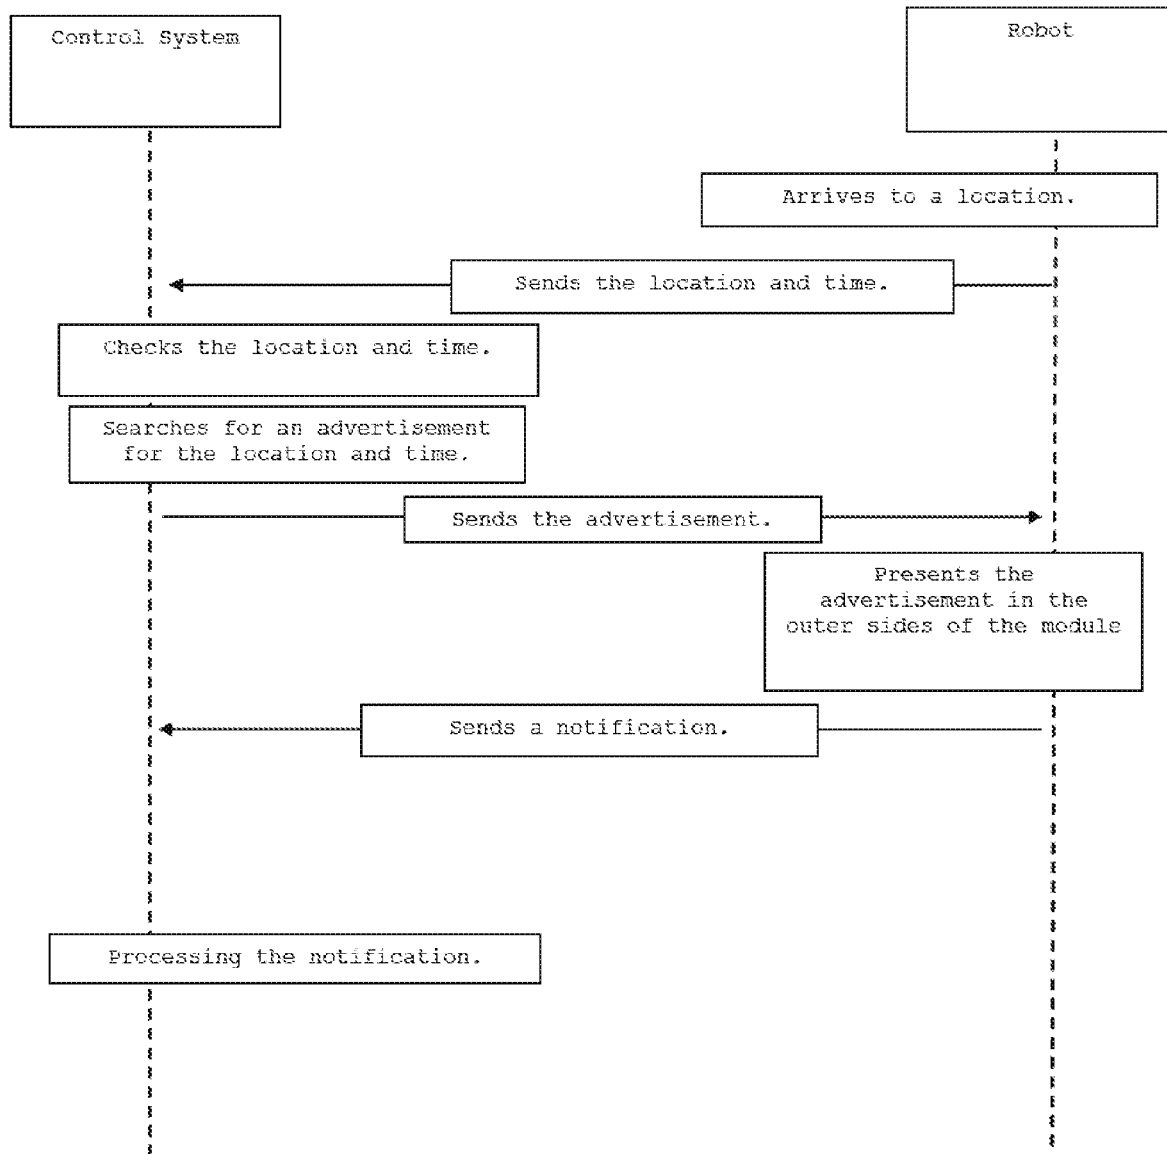 Control System
Robot
Arrives to a location.
Sends the location and time.
Checks the location and time.
Searches for an advertisement
for the location and time.
Sends the advertisement.
Presents the
advertisement in the
outer sides of the module
Sends a notification.
Processing the notification.